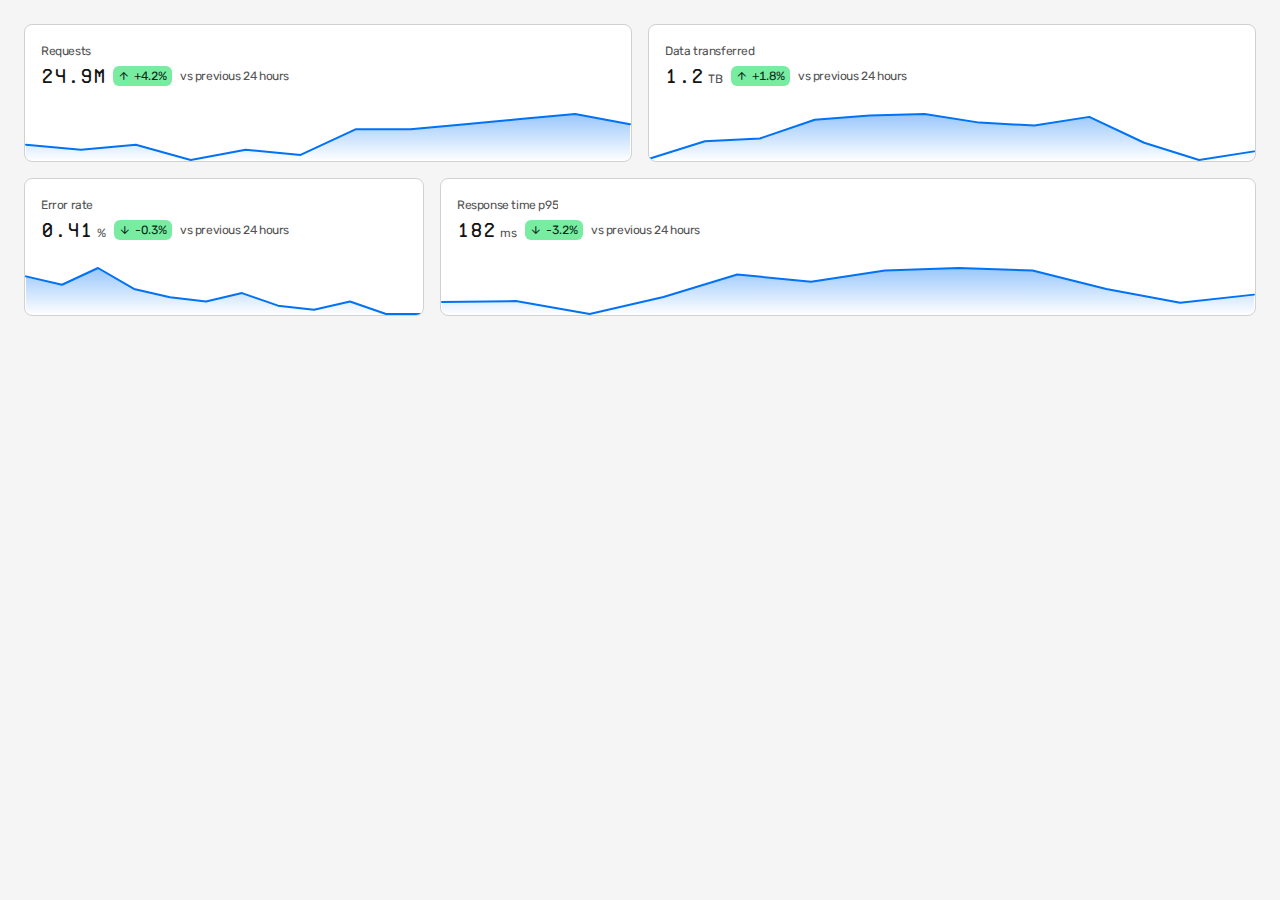 Requests
24.9M ↑ +4.2% vs previous 24 hours
Data transferred
1.2 TB ↑ +1.8% vs previous 24 hours
Error rate
0.41 % ↓ -0.3% vs previous 24 hours
Response time p95
182 ms ↓ -3.2% vs previous 24 hours